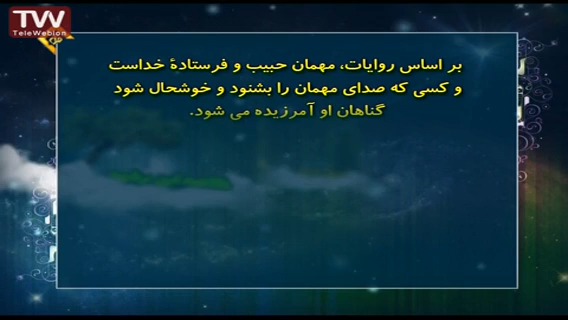 TW
TeleWebion
بر اساس روایات، مهمان حبیب و فرستادهٔ خداست
و کسی که صدای مهمان را بشنود و خوشحال شود
گناهان او آمرزیده می شود.